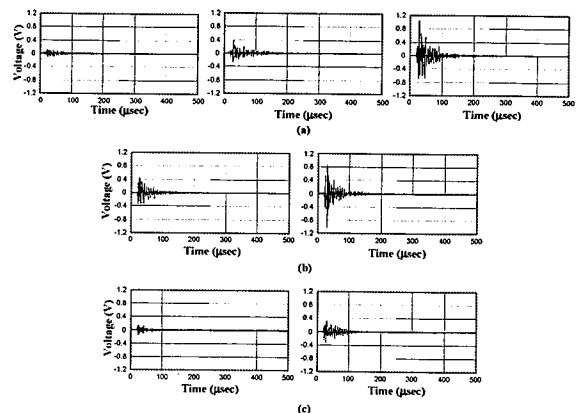 1.2 1.2 1.2
0.8 0.8 0.8
0.4 0.4 0.4
0 0 0
-0.4 -0.4 -0.4
-0.8 -0.8 -0.8
-1.2 -1.2 -1.2
Voltage (V)
0 100 200 300 400 500 0 100 200 300 400 500 0 100 200 300 400 500
Time (μsec) Time (μsec) Time (μsec)
(a)
1.2 1.2
0.8 0.8
0.4 0.4
0 0
-0.4 -0.4
-0.8 -0.8
-1.2 -1.2
Voltage (V)
0 100 200 300 400 500 0 100 200 300 400 500
Time (μsec) Time (μsec)
(b)
1.2 1.2
0.8 0.8
0.4 0.4
0 0
-0.4 -0.4
-0.8 -0.8
-1.2 -1.2
Voltage (V)
0 100 200 300 400 500 0 100 200 300 400 500
Time (μsec) Time (μsec)
(c)